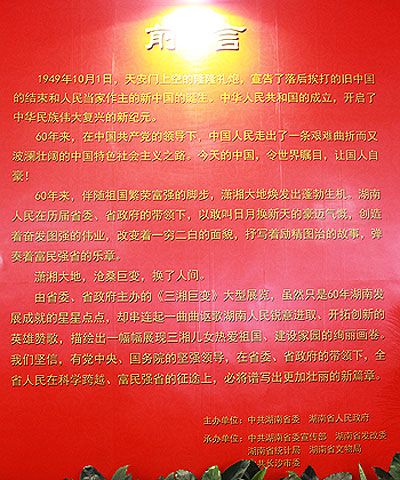 前言
1949年10月1日，天安门上空的隆隆礼炮，宣告了落后挨打的旧中国
的结束和人民当家作主的新中国的诞生。中华人民共和国的成立，开启了
中华民族伟大复兴的新纪元。
60年来，在中国共产党的领导下，中国人民走出了一条艰难曲折而又
波澜壮阔的中国特色社会主义之路。今天的中国，令世界瞩目，让国人自
豪！
60年来，伴随祖国繁荣富强的脚步，潇湘大地焕发出蓬勃生机。湖南
人民在历届省委、省政府的带领下，以敢叫日月换新天的豪迈气慨，创造
着奋发图强的伟业，改变着一穷二白的面貌，抒写着励精图治的故事，弹
奏着富民强省的乐章。
潇湘大地，沧桑巨变，换了人间。
由省委、省政府主办的《三湘巨变》大型展览，虽然只是60年湖南发
展成就的星星点点，却串连起一曲曲讴歌湖南人民锐意进取、开拓创新的
英雄赞歌，描绘出一幅幅展现三湘儿女热爱祖国、建设家园的绚丽画卷。
我们坚信，有党中央、国务院的坚强领导，在省委、省政府的带领下，全
省人民在科学跨越、富民强省的征途上，必将谱写出更加壮丽的新篇章。
主办单位：中共湖南省委 湖南省人民政府
承办单位：中共湖南省委宣传部 湖南省发改委
湖南省统计局 湖南省文物局
中共长沙市委